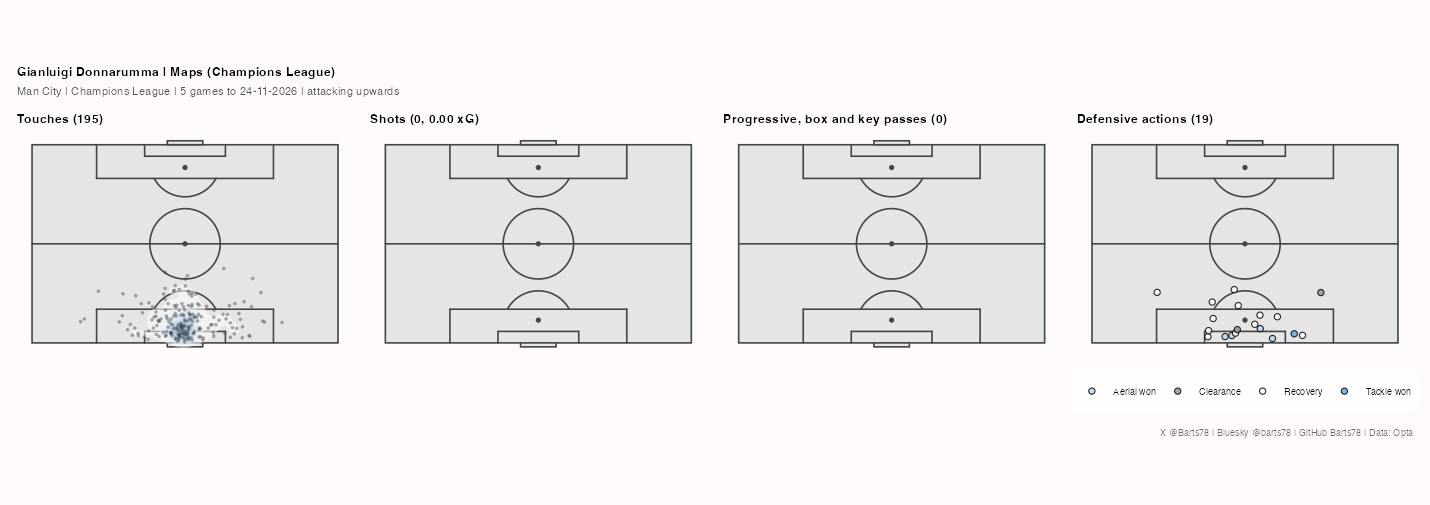 Gianluigi Donnarumma | Maps (Champions League)
Man City | Champions League | 5 games to 24-11-2026 | attacking upwards
Touches (195)
Shots (0, 0.00 xG)
Progressive, box and key passes (0)
Defensive actions (19)
Aerial won
Clearance
Recovery
Tackle won
X @Barts78 | Bluesky @barts78 | GitHub Barts78 | Data: Opta